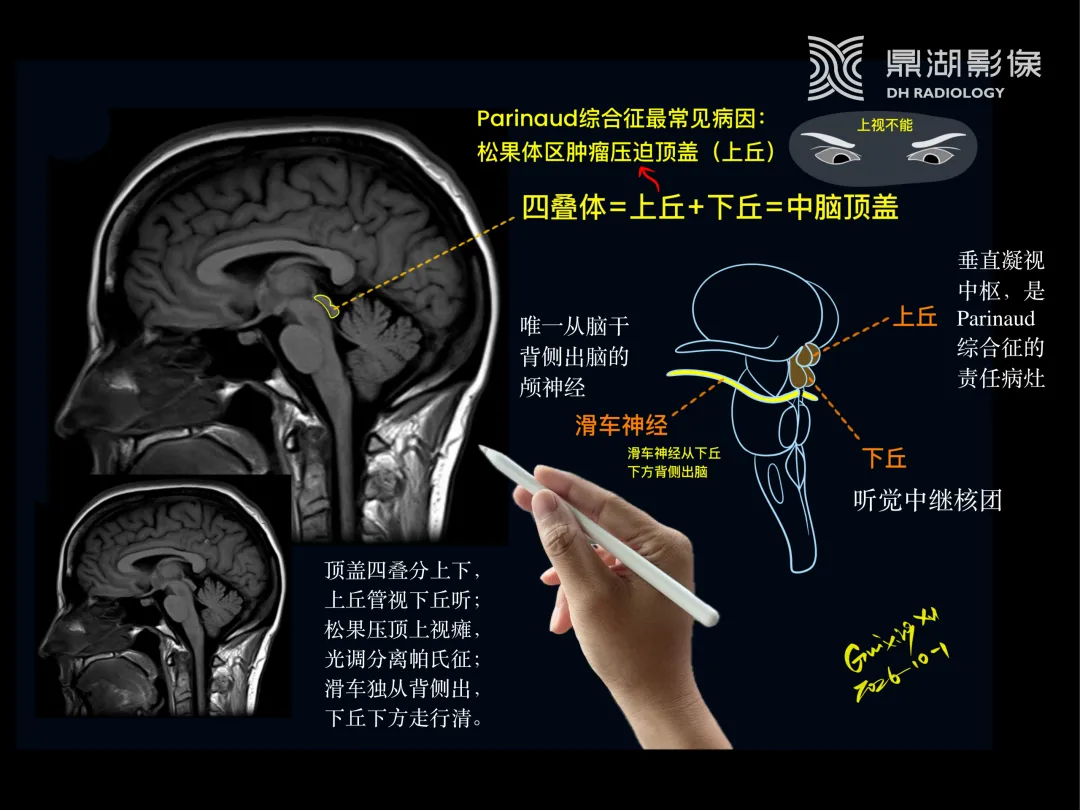 鼎湖影像
DH RADIOLOGY
Parinaud综合征最常见病因：
松果体区肿瘤压迫顶盖（上丘）
上视不能
四叠体=上丘+下丘=中脑顶盖
垂直凝视
中枢，是
Parinaud
综合征的
责任病灶
上丘
唯一从脑干
背侧出脑的
颅神经
滑车神经
滑车神经从下丘
下方背侧出脑
下丘
听觉中继核团
顶盖四叠分上下，
上丘管视下丘听；
松果压顶上视瘫，
光调分离帕氏征；
滑车独从背侧出，
下丘下方走行清。
Guixing Xu
2026-10-1